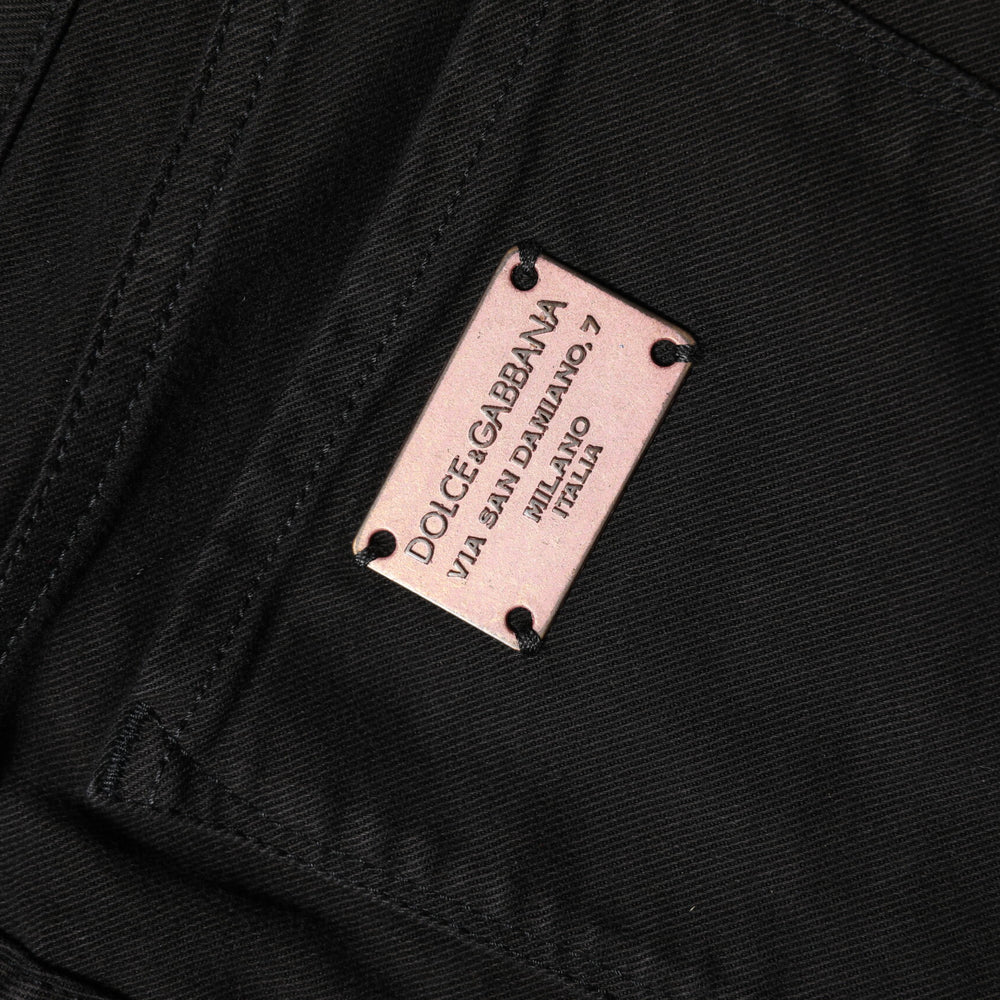 DOLCE&GABBANA
VIA SAN DAMIANO, 7
MILANO
ITALIA